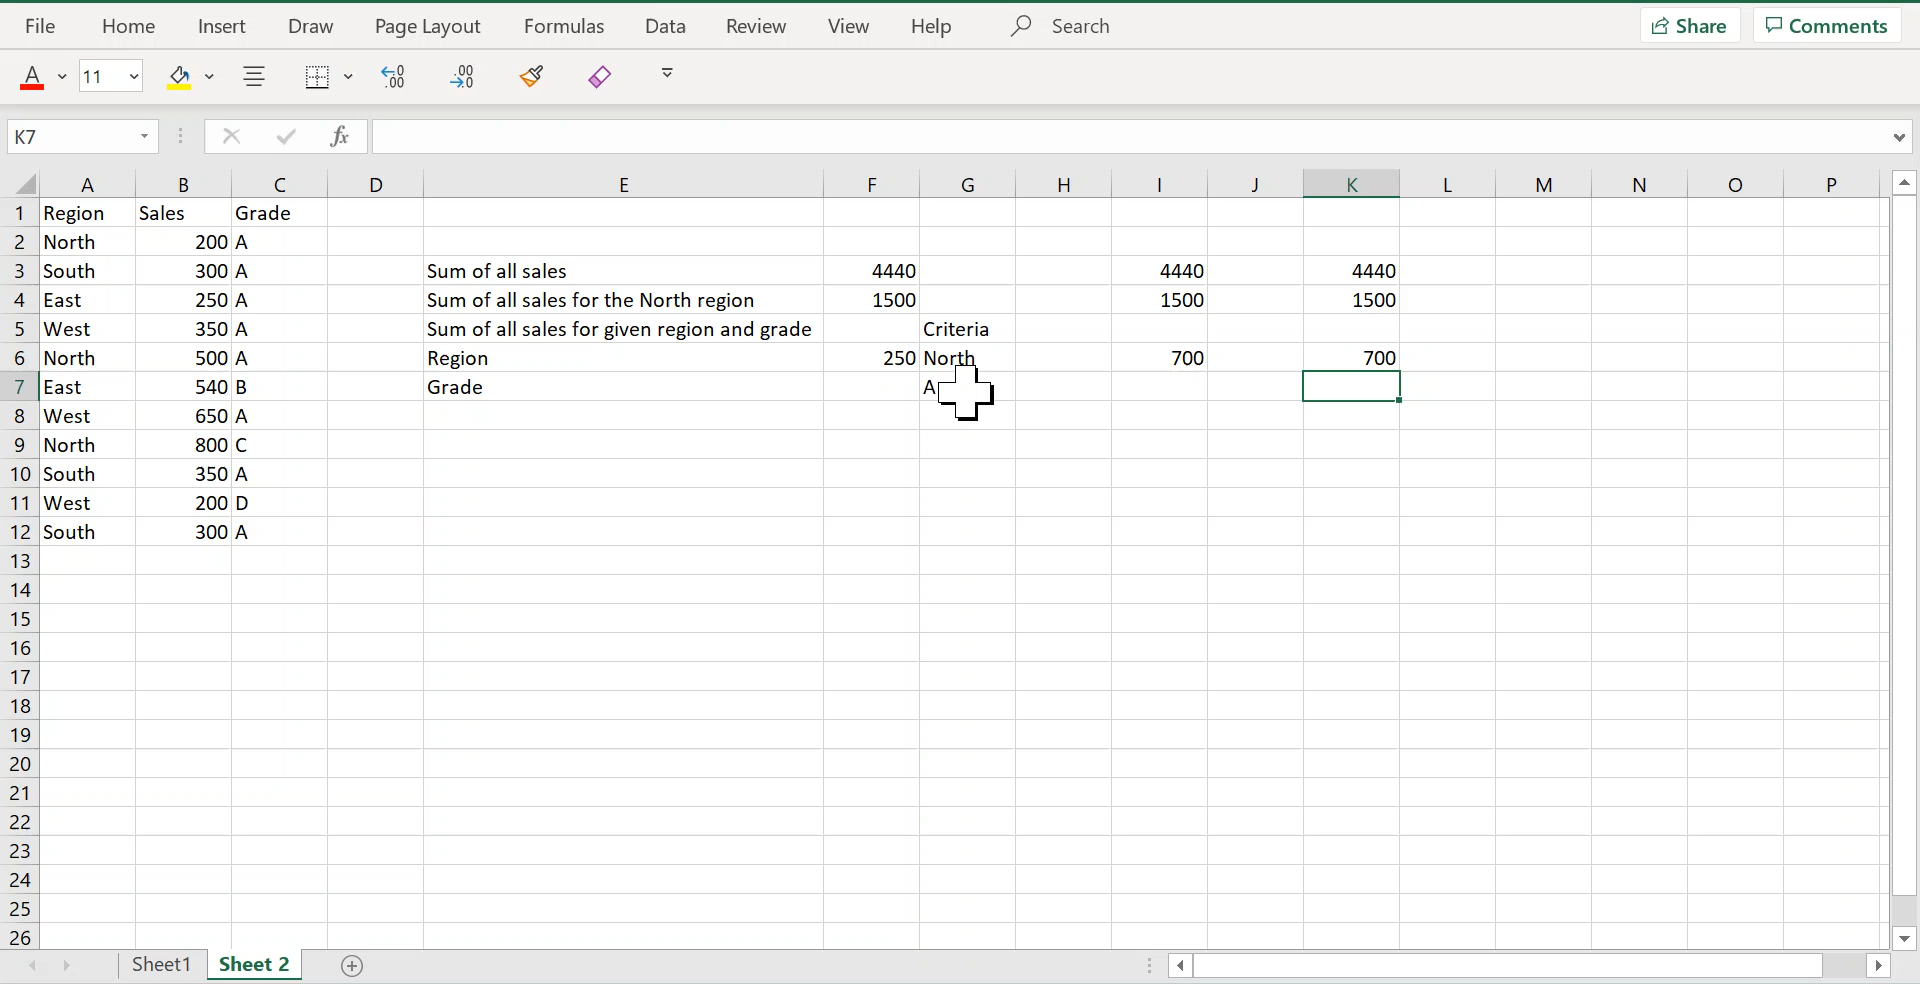 File Home Insert Draw Page Layout Formulas Data Review View Help Search Share Comments
A 11 .00 .00
K7 fx
A B C D E F G H I J K L M N O P
1 Region Sales Grade
2 North 200 A
3 South 300 A Sum of all sales 4440 4440 4440
4 East 250 A Sum of all sales for the North region 1500 1500 1500
5 West 350 A Sum of all sales for given region and grade Criteria
6 North 500 A Region 250 North 700 700
7 East 540 B Grade A
8 West 650 A
9 North 800 C
10 South 350 A
11 West 200 D
12 South 300 A
13
14
15
16
17
18
19
20
21
22
23
24
25
26
Sheet1 Sheet 2